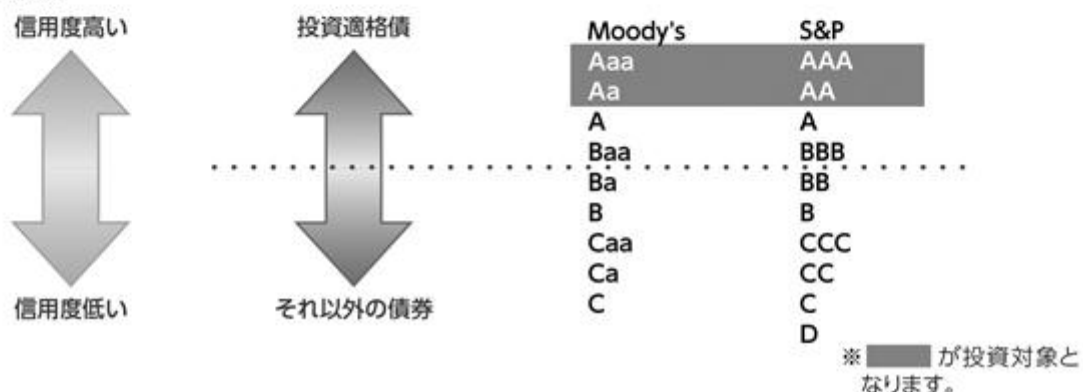 信用度高い
投資適格債
Moody's S&P
Aaa AAA
Aa AA
A A
Baa BBB
Ba BB
B B
Caa CCC
Ca CC
C C
D
信用度低い
それ以外の債券
※ が投資対象と
なります。